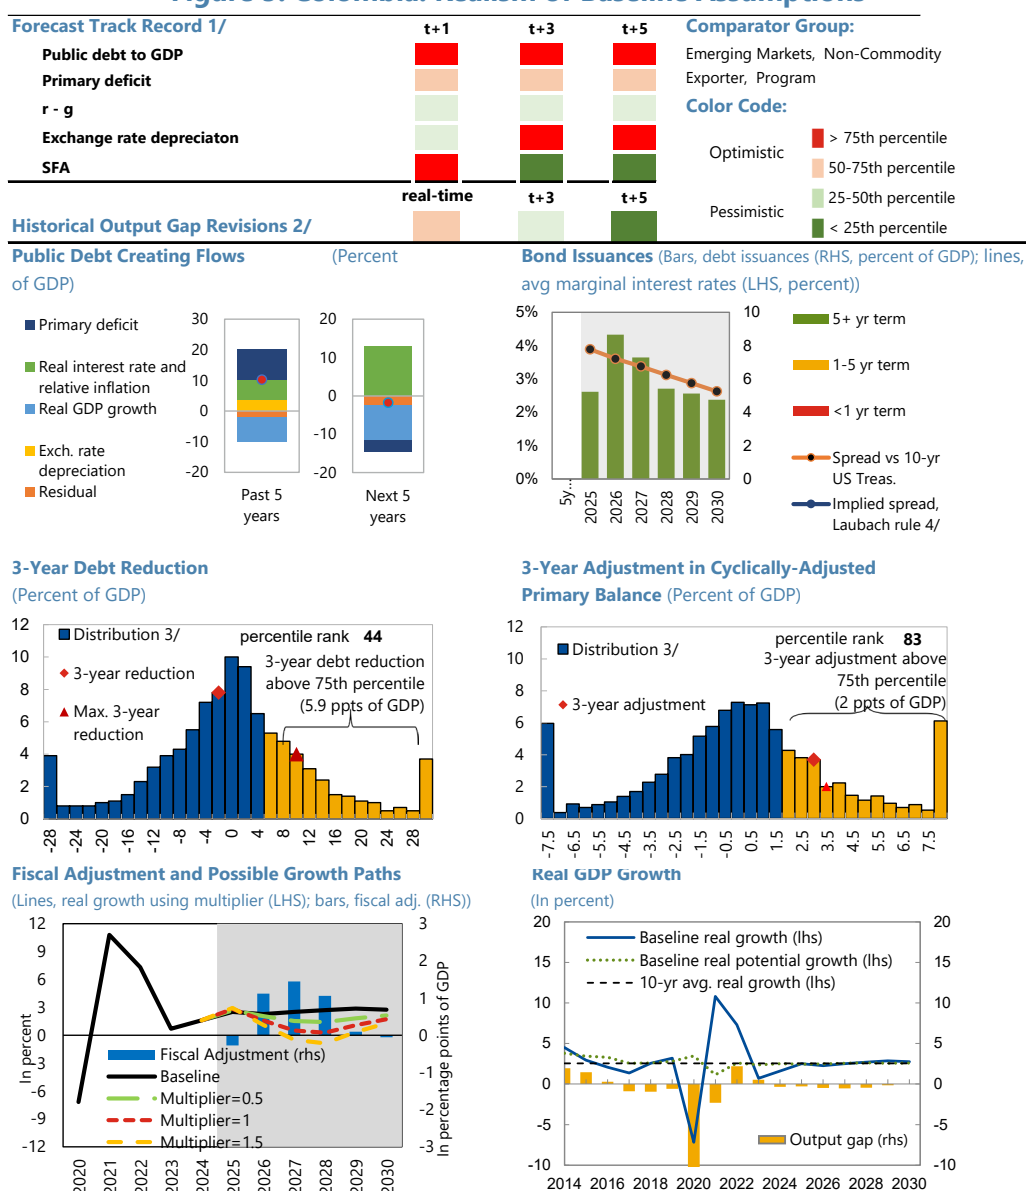 Figure 3. Colombia: Realism of Baseline Assumptions
Forecast Track Record 1/ t+1 t+3 t+5 Comparator Group:
Public debt to GDP Emerging Markets, Non-Commodity
Primary deficit Exporter, Program
r - g Color Code:
Exchange rate depreciaton > 75th percentile
Optimistic
SFA 50-75th percentile
real-time t+3 t+5 25-50th percentile
Pessimistic
Historical Output Gap Revisions 2/ < 25th percentile
Public Debt Creating Flows (Percent
of GDP)
Primary deficit
Real interest rate and
relative inflation
Real GDP growth
Exch. rate
depreciation
Residual
30
20
10
0
-10
-20
Past 5
years
20
10
0
-10
-20
Next 5
years
Bond Issuances (Bars, debt issuances (RHS, percent of GDP); lines,
avg marginal interest rates (LHS, percent))
5%
4%
3%
2%
1%
0%
10
8
6
4
2
0
5y... 2025 2026 2027 2028 2029 2030
5+ yr term
1-5 yr term
<1 yr term
Spread vs 10-yr
US Treas.
Implied spread,
Laubach rule 4/
3-Year Debt Reduction
(Percent of GDP)
12
10
8
6
4
2
0
Distribution 3/
3-year reduction
Max. 3-year
reduction
percentile rank 44
3-year debt reduction
above 75th percentile
(5.9 ppts of GDP)
-28 -24 -20 -16 -12 -8 -4 0 4 8 12 16 20 24 28
3-Year Adjustment in Cyclically-Adjusted
Primary Balance (Percent of GDP)
12
10
8
6
4
2
0
Distribution 3/
3-year adjustment
percentile rank 83
3-year adjustment above
75th percentile
(2 ppts of GDP)
-7.5 -6.5 -5.5 -4.5 -3.5 -2.5 -1.5 -0.5 0.5 1.5 2.5 3.5 4.5 5.5 6.5 7.5
Fiscal Adjustment and Possible Growth Paths
(Lines, real growth using multiplier (LHS); bars, fiscal adj. (RHS))
In percent
12
9
6
3
0
-3
-6
-9
-12
3
2
1
0
-1
-2
-3
In percentage points of GDP
Fiscal Adjustment (rhs)
Baseline
Multiplier=0.5
Multiplier=1
Multiplier=1.5
2020 2021 2022 2023 2024 2025 2026 2027 2028 2029 2030
Real GDP Growth
(In percent)
20
15
10
5
0
-5
-10
20
15
10
5
0
-5
-10
Baseline real growth (lhs)
Baseline real potential growth (lhs)
10-yr avg. real growth (lhs)
Output gap (rhs)
2014 2016 2018 2020 2022 2024 2026 2028 2030